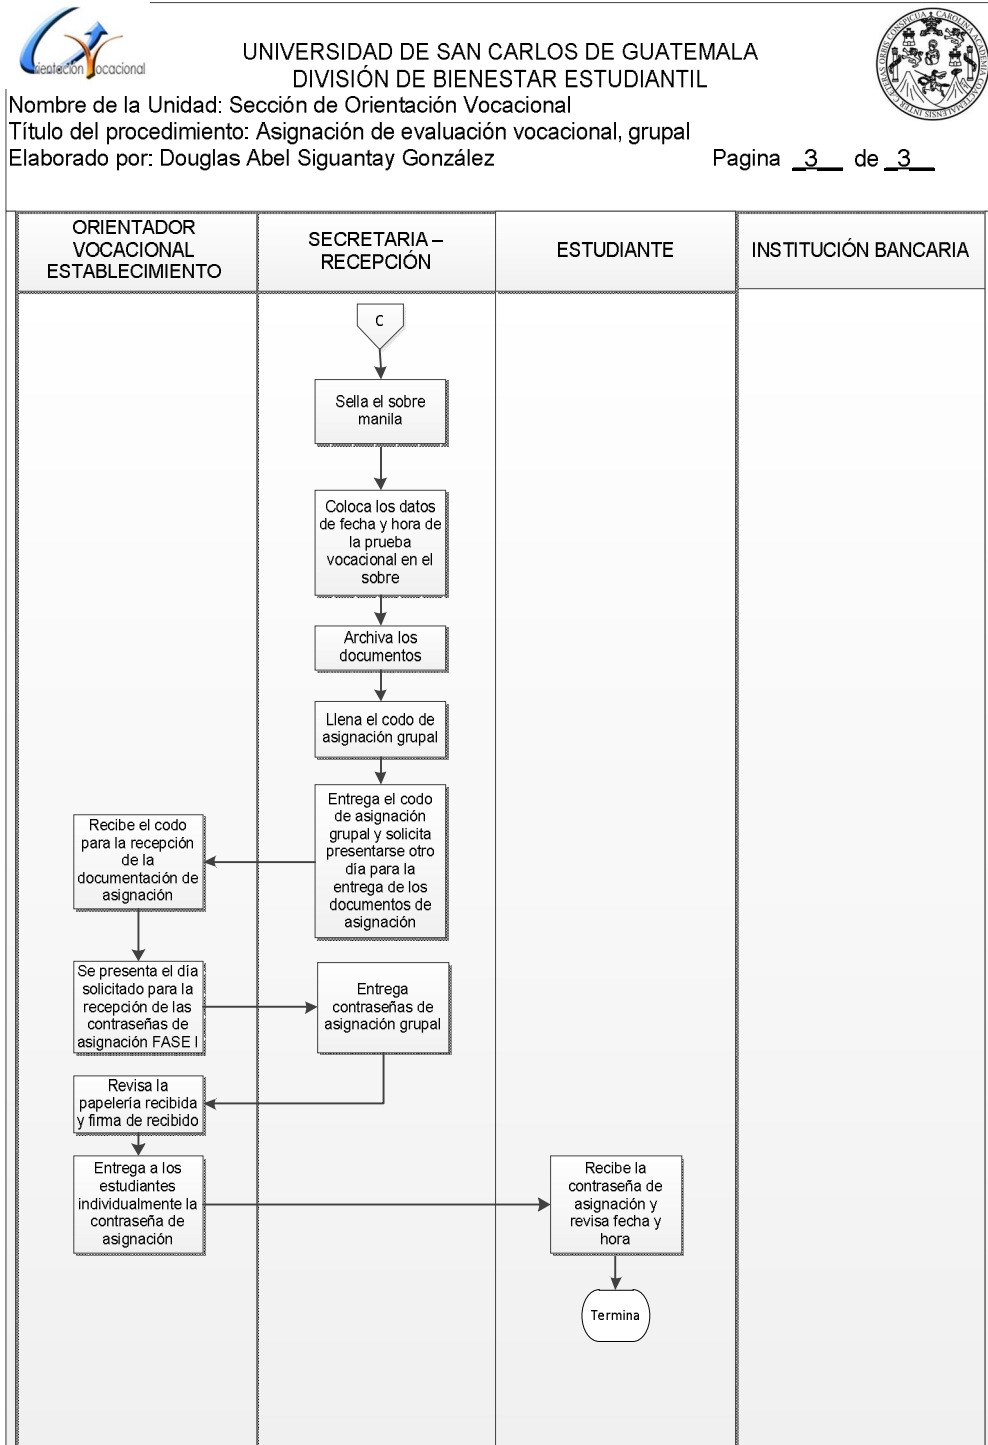 Orientación Vocacional
UNIVERSIDAD DE SAN CARLOS DE GUATEMALA
DIVISIÓN DE BIENESTAR ESTUDIANTIL
Nombre de la Unidad: Sección de Orientación Vocacional
Título del procedimiento: Asignación de evaluación vocacional, grupal
Elaborado por: Douglas Abel Siguantay González
Pagina _3__ de _3__
ORIENTADOR
VOCACIONAL
ESTABLECIMIENTO
SECRETARIA –
RECEPCIÓN
ESTUDIANTE
INSTITUCIÓN BANCARIA
C
Sella el sobre
manila
Coloca los datos
de fecha y hora de
la prueba
vocacional en el
sobre
Archiva los
documentos
Llena el codo de
asignación grupal
Entrega el codo
de asignación
grupal y solicita
presentarse otro
día para la
entrega de los
documentos de
asignación
Recibe el codo
para la recepción
de la
documentación de
asignación
Se presenta el día
solicitado para la
recepción de las
contraseñas de
asignación FASE I
Entrega
contraseñas de
asignación grupal
Revisa la
papelería recibida
y firma de recibido
Entrega a los
estudiantes
individualmente la
contraseña de
asignación
Recibe la
contraseña de
asignación y
revisa fecha y
hora
Termina